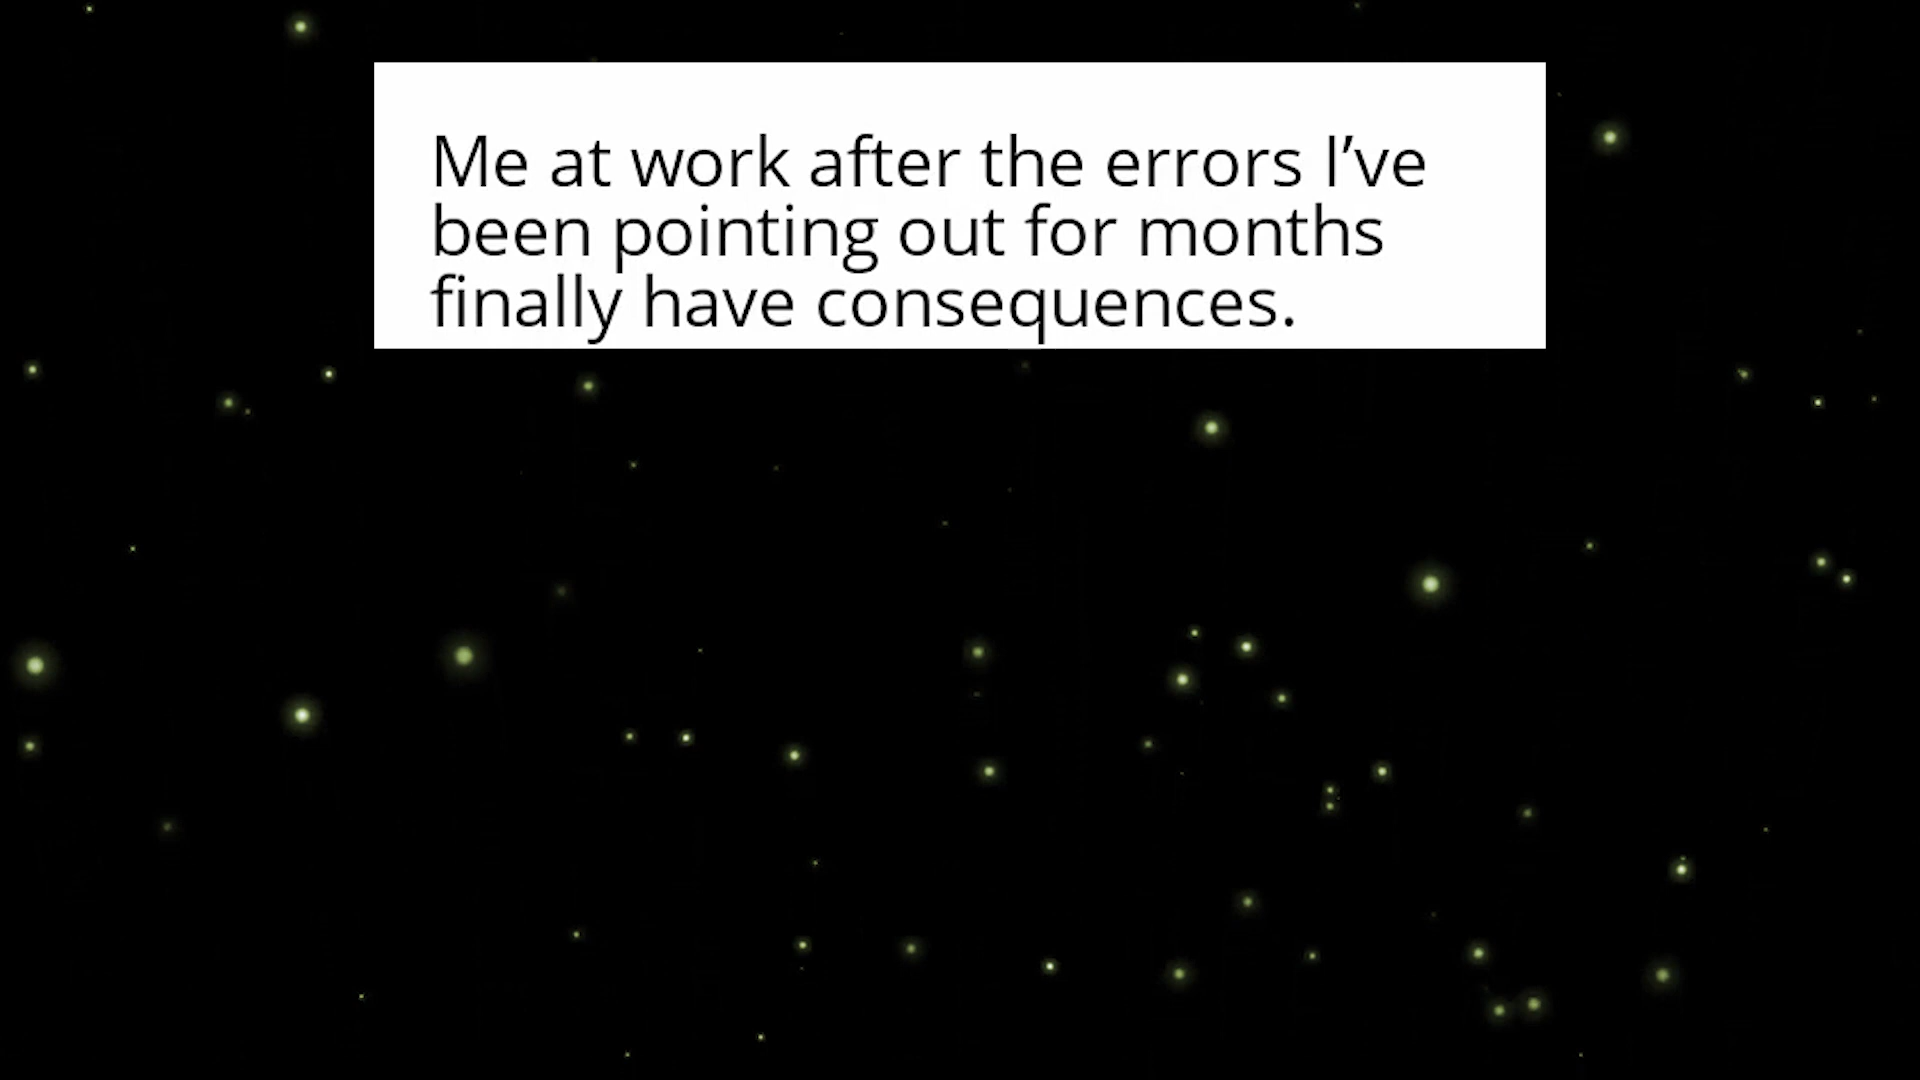 Me at work after the errors I’ve
been pointing out for months
finally have consequences.